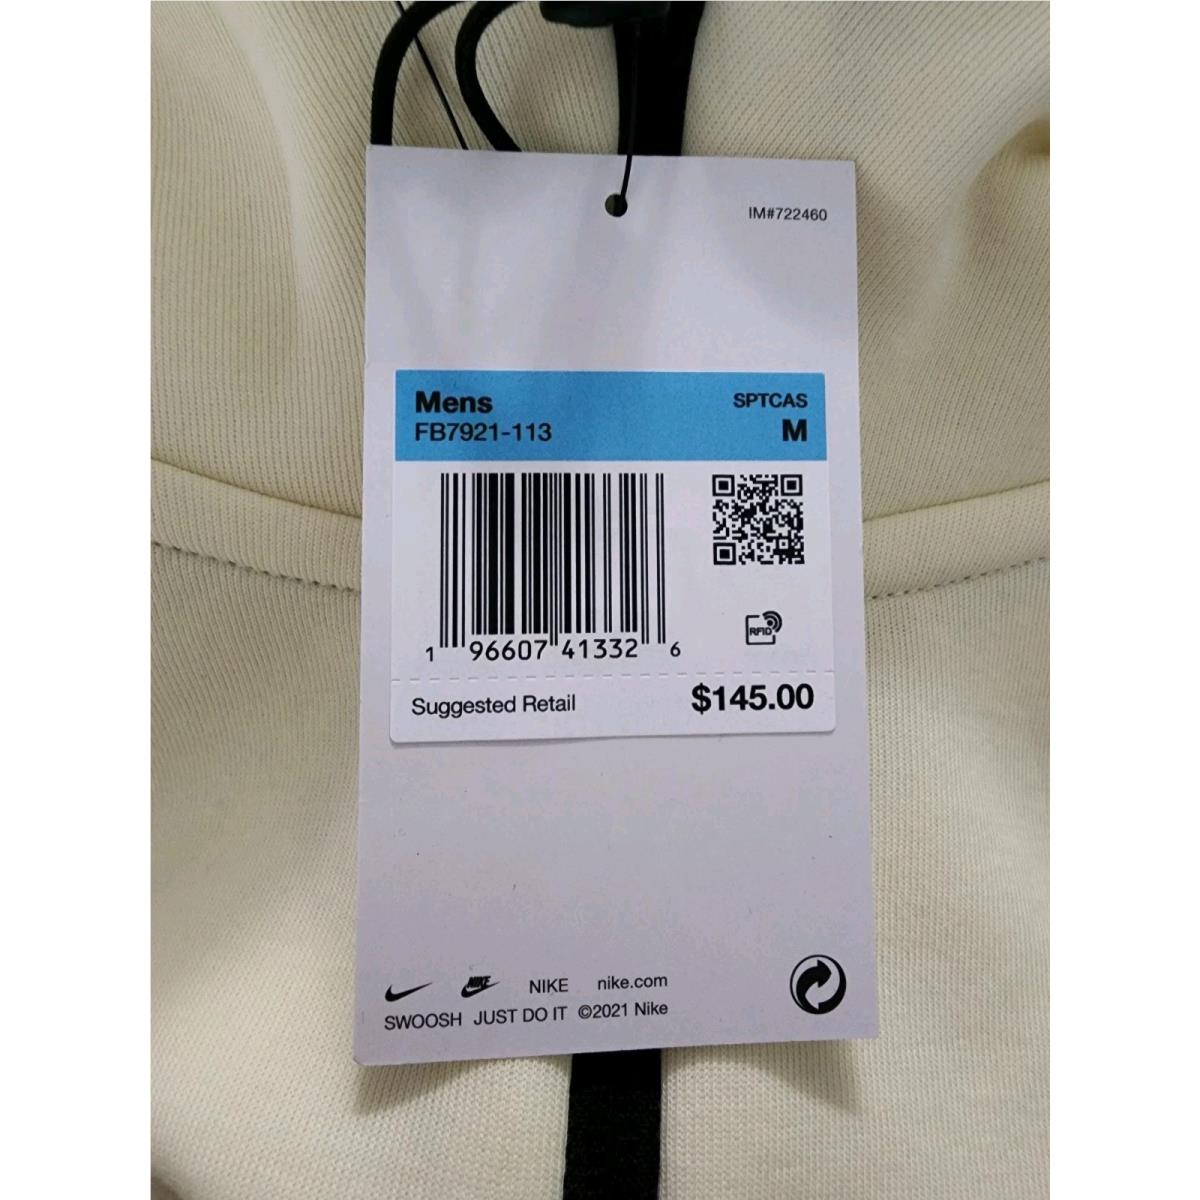 IM#722460
Mens SPTCAS
FB7921-113 M
RFID
1 96607 41332 6
Suggested Retail $145.00
NIKE NIKE nike.com
SWOOSH JUST DO IT ©2021 Nike